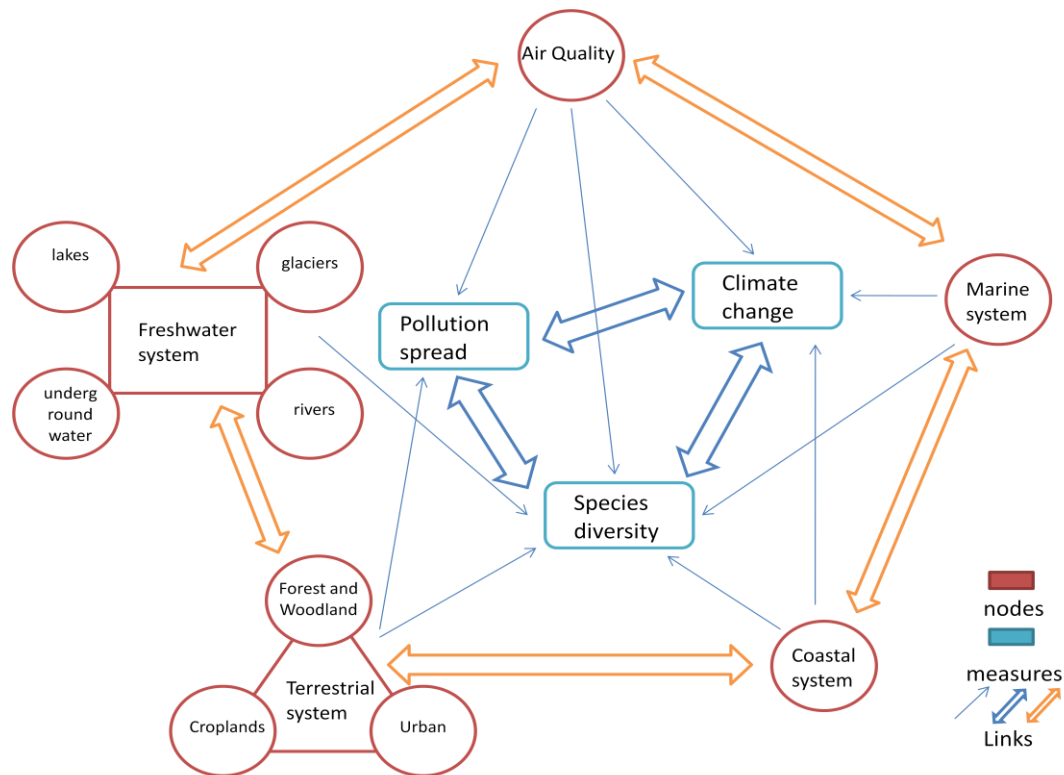 Air Quality
lakes
glaciers
Freshwater
system
underg
round
water
rivers
Pollution
spread
Climate
change
Marine
system
Species
diversity
Forest and
Woodland
Terrestrial
system
Croplands
Urban
Coastal
system
nodes
measures
Links